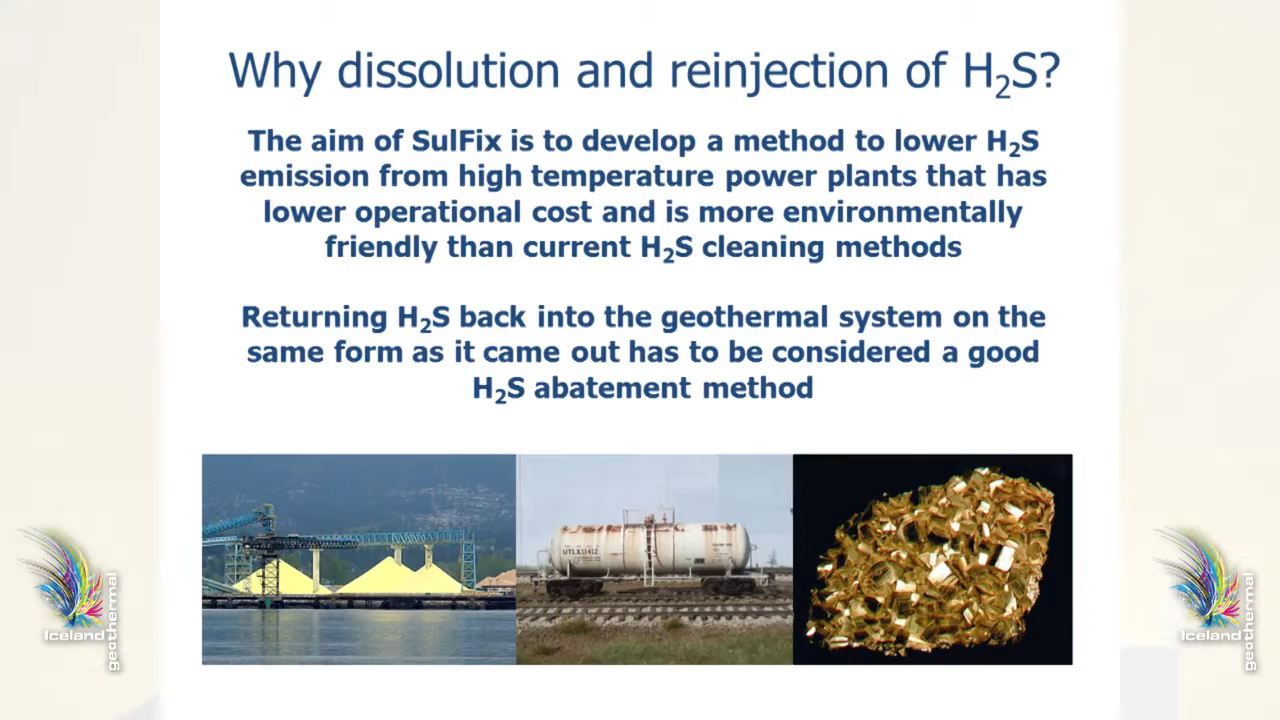 Why dissolution and reinjection of H₂S?
The aim of SulFix is to develop a method to lower H₂S
emission from high temperature power plants that has
lower operational cost and is more environmentally
friendly than current H₂S cleaning methods
Returning H₂S back into the geothermal system on the
same form as it came out has to be considered a good
H₂S abatement method
UTLX11412
Iceland
geothermal
Iceland
geothermal